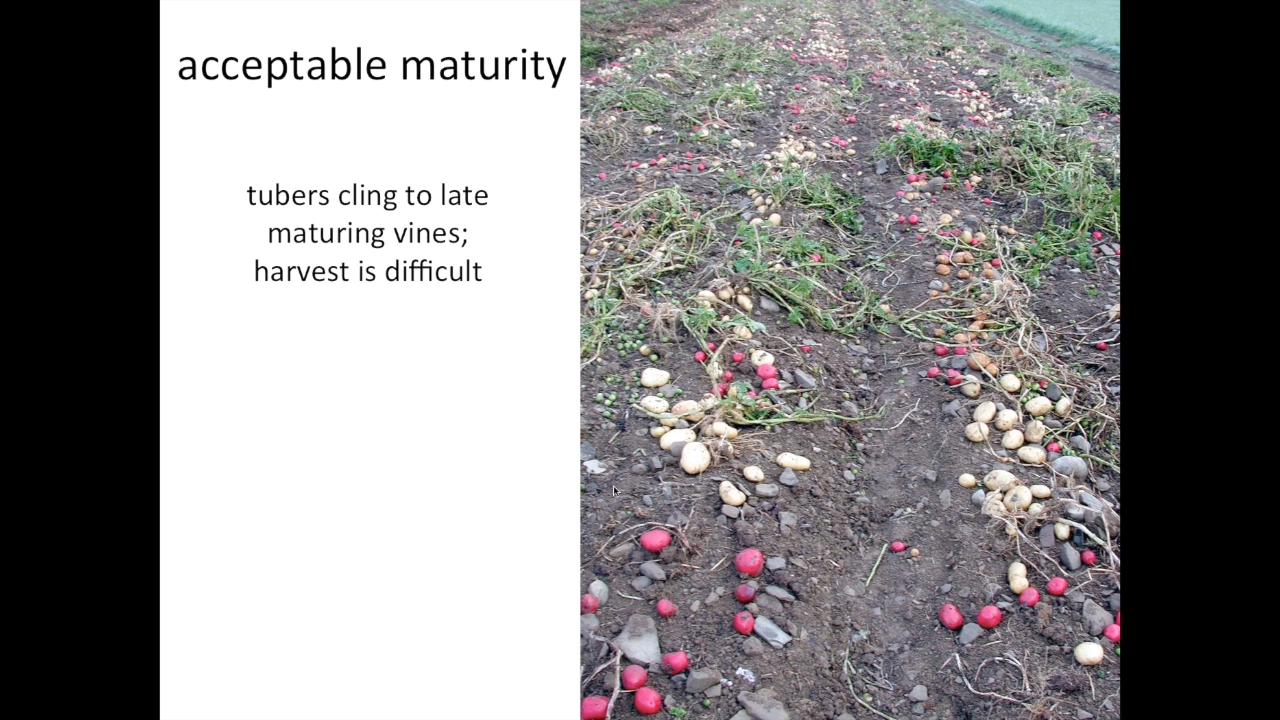 acceptable maturity
tubers cling to late
maturing vines;
harvest is difficult